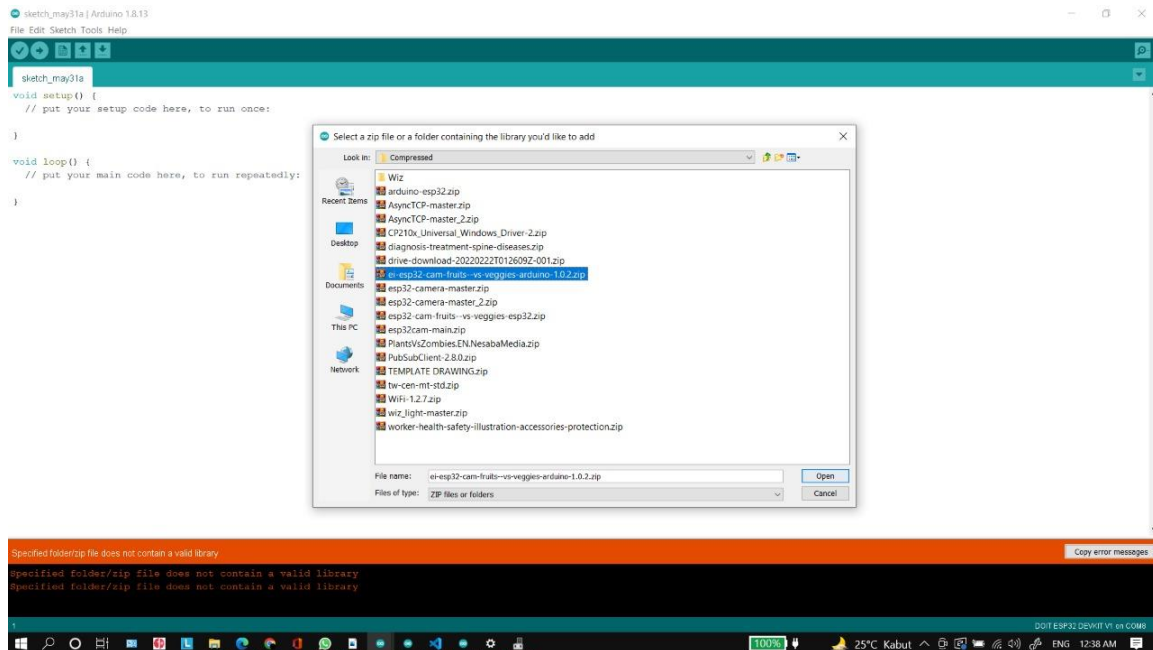 sketch_may31a | Arduino 1.8.13
File Edit Sketch Tools Help
sketch_may31a
void setup() {
// put your setup code here, to run once:
}
void loop() {
// put your main code here, to run repeatedly:
}
Select a zip file or a folder containing the library you'd like to add
Look in: Compressed
Recent Items
Desktop
Documents
This PC
Network
Wiz
arduino-esp32.zip
AsyncTCP-master.zip
AsyncTCP-master_2.zip
CP210x_Universal_Windows_Driver-2.zip
diagnosis-treatment-spine-diseases.zip
drive-download-20220222T012609Z-001.zip
ei-esp32-cam-fruits--vs-veggies-arduino-1.0.2.zip
esp32-camera-master.zip
esp32-camera-master_2.zip
esp32-cam-fruits--vs-veggies-esp32.zip
esp32cam-main.zip
PlantsVsZombies.EN.NesabaMedia.zip
PubSubClient-2.8.0.zip
TEMPLATE DRAWING.zip
tw-cen-mt-std.zip
WiFi-1.2.7.zip
wiz_light-master.zip
worker-health-safety-illustration-accessories-protection.zip
File name: ei-esp32-cam-fruits--vs-veggies-arduino-1.0.2.zip Open
Files of type: ZIP files or folders Cancel
Specified folder/zip file does not contain a valid library Copy error messages
Specified folder/zip file does not contain a valid library
Specified folder/zip file does not contain a valid library
1 DOIT ESP32 DEVKIT V1 on COM8
100% 25°C Kabut ENG 12:38 AM